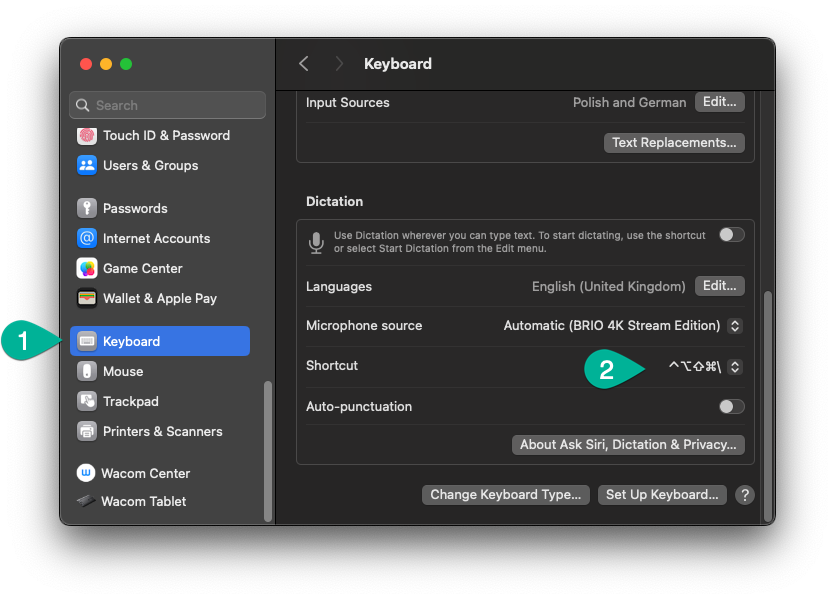 Keyboard
Search
Touch ID & Password
Users & Groups
Passwords
Internet Accounts
Game Center
Wallet & Apple Pay
1
Keyboard
Mouse
Trackpad
Printers & Scanners
Wacom Center
Wacom Tablet
Input Sources
Polish and German
Edit...
Text Replacements...
Dictation
Use Dictation wherever you can type text. To start dictating, use the shortcut
or select Start Dictation from the Edit menu.
Languages
English (United Kingdom)
Edit...
Microphone source
Automatic (BRIO 4K Stream Edition)
Shortcut
2
⌃⌥⇧⌘\
Auto-punctuation
About Ask Siri, Dictation & Privacy...
Change Keyboard Type...
Set Up Keyboard...
?